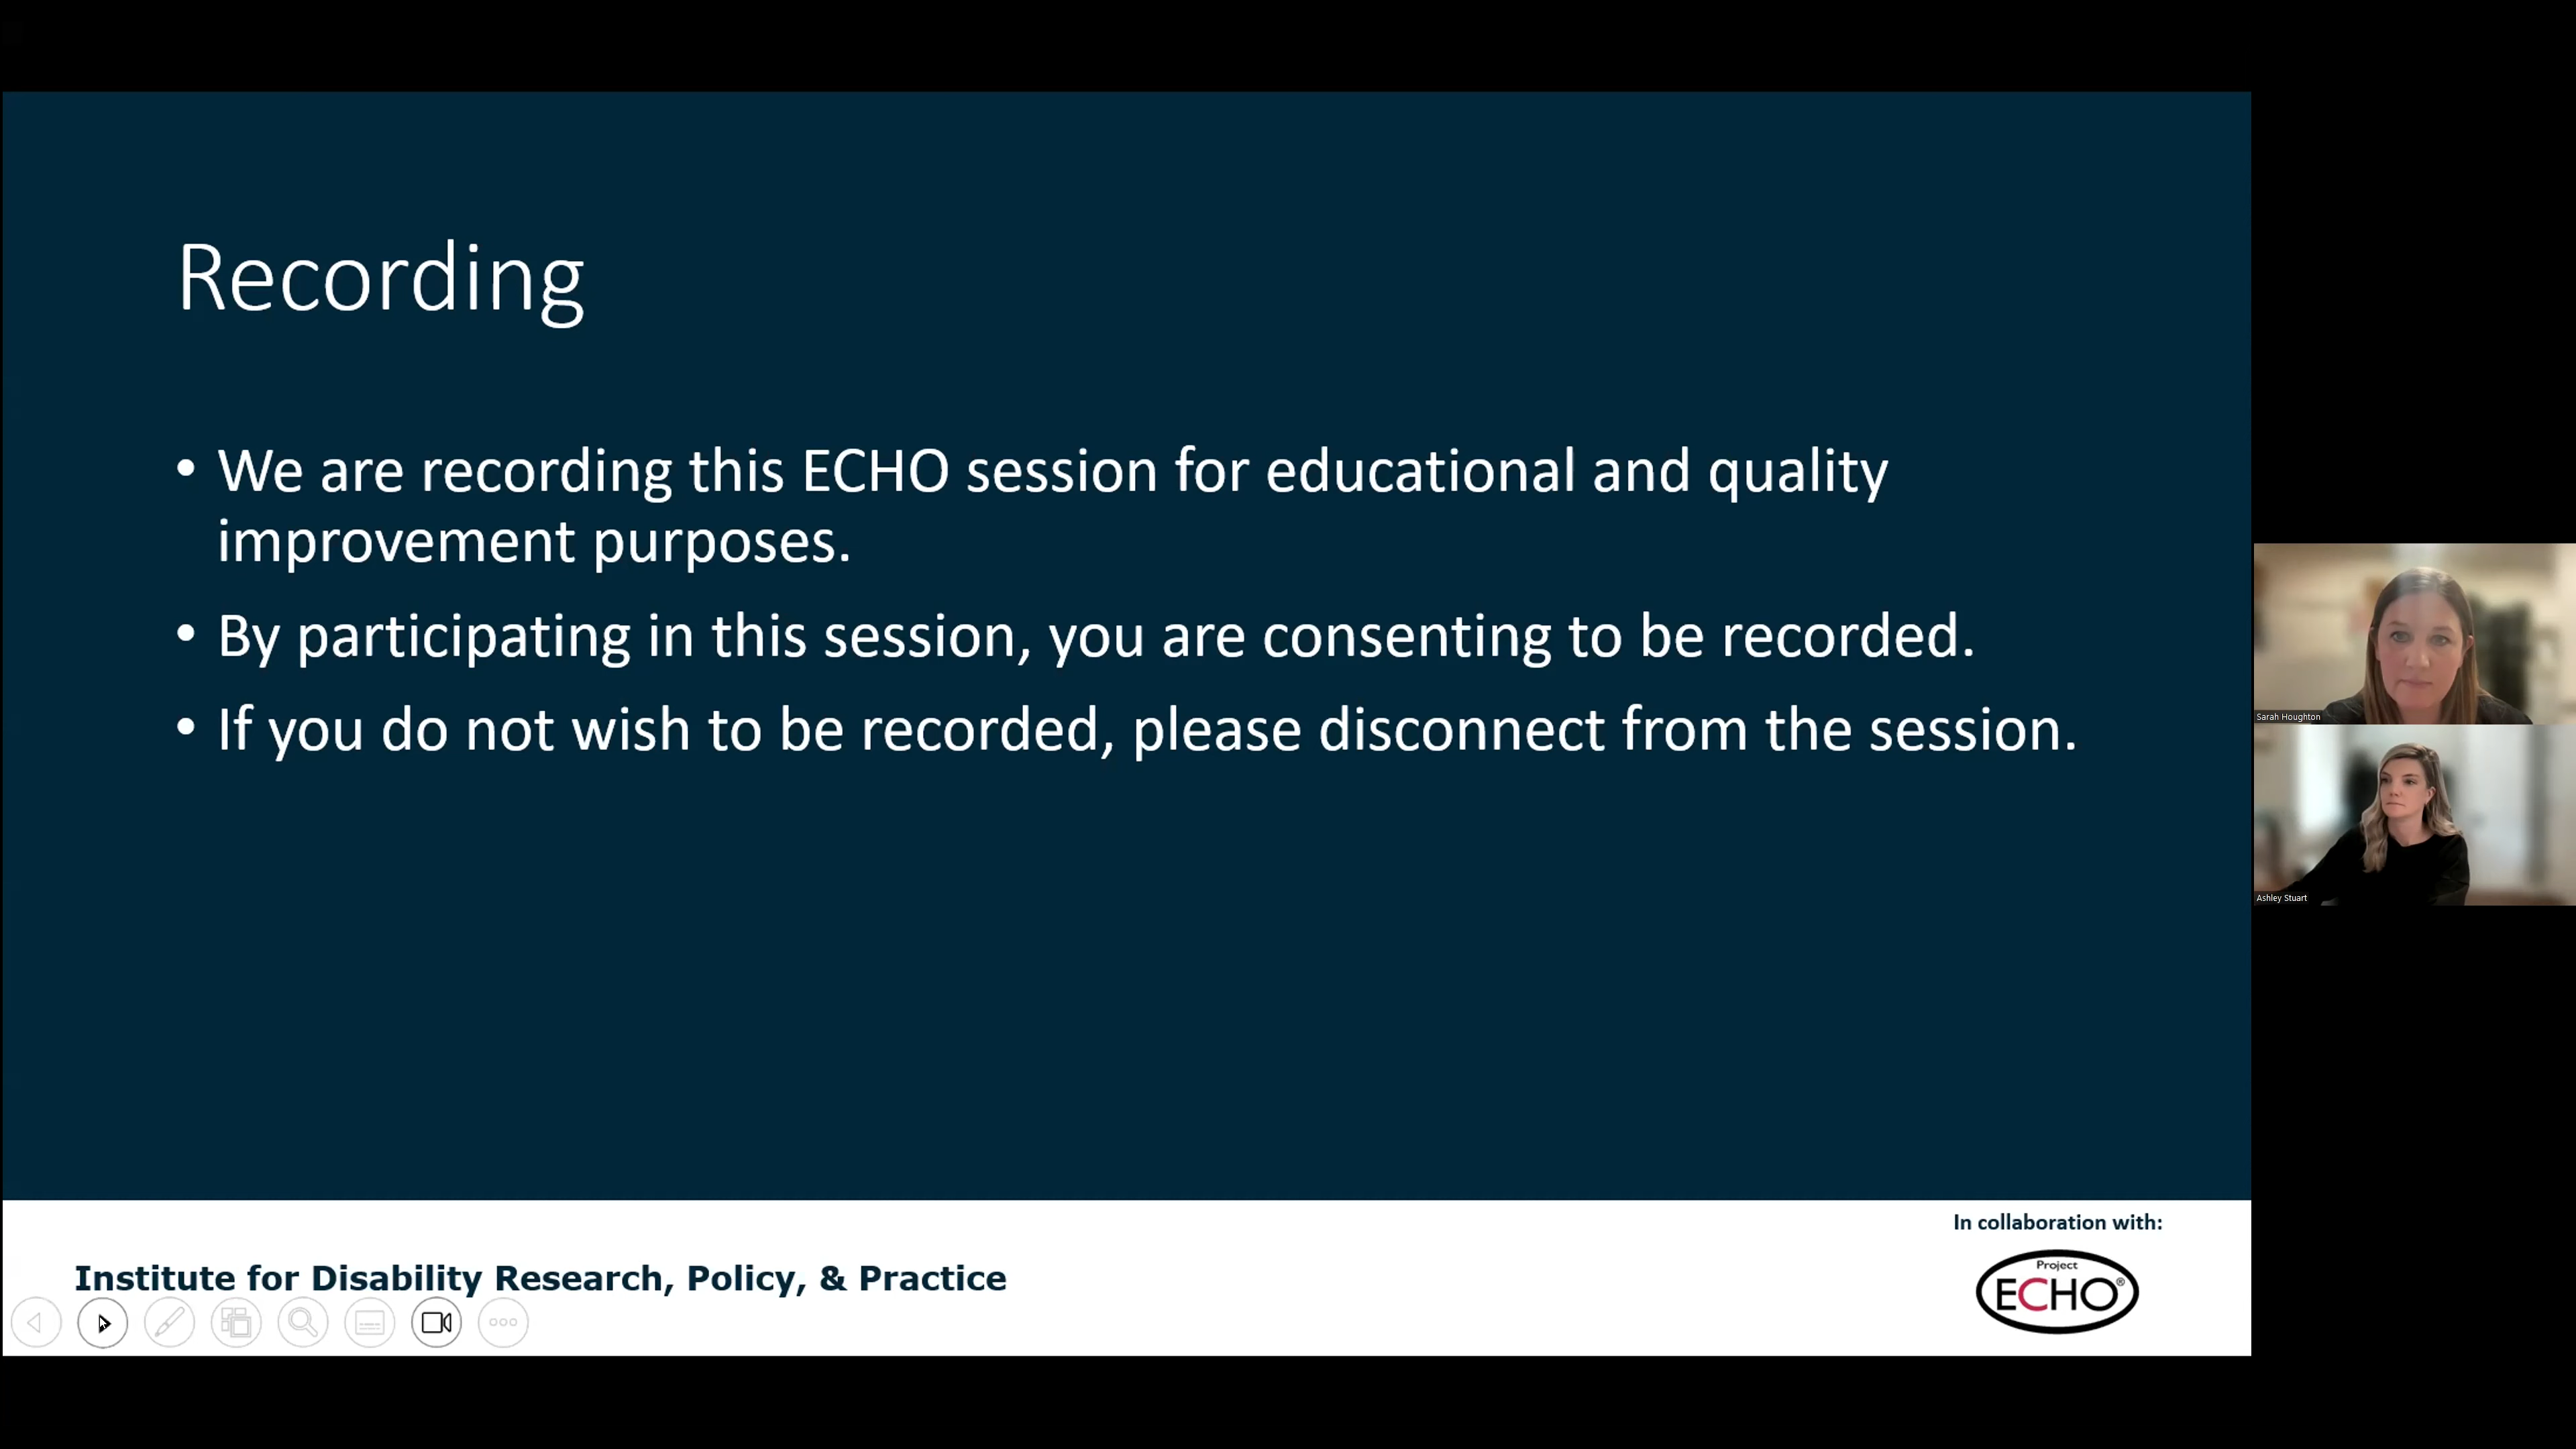 Recording
• We are recording this ECHO session for educational and quality
improvement purposes.
• By participating in this session, you are consenting to be recorded.
• If you do not wish to be recorded, please disconnect from the session.
Sarah Houghton
Ashley Stuart
In collaboration with:
Institute for Disability Research, Policy, & Practice
Project
ECHO®